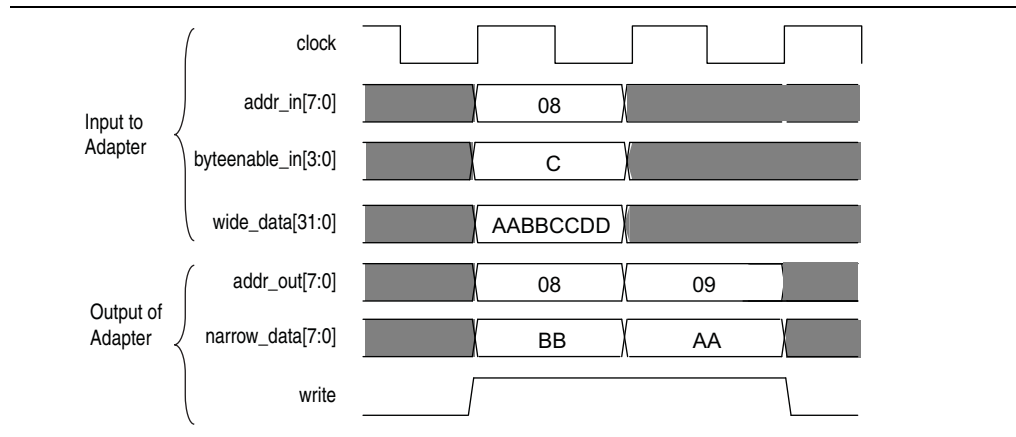 clock
addr_in[7:0] 08
Input to
Adapter
byteenable_in[3:0] C
wide_data[31:0] AABBCCDD
addr_out[7:0] 08 09
Output of
Adapter
narrow_data[7:0] BB AA
write